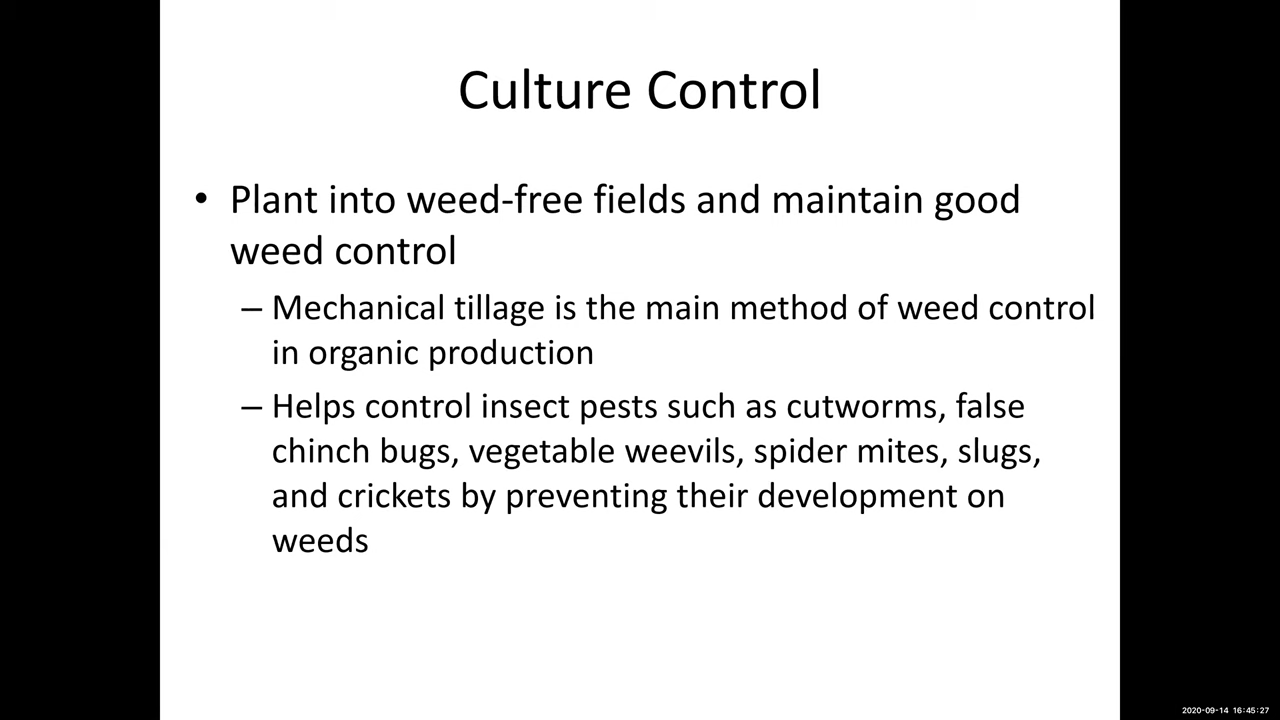 Culture Control
• Plant into weed-free fields and maintain good
weed control
– Mechanical tillage is the main method of weed control
in organic production
– Helps control insect pests such as cutworms, false
chinch bugs, vegetable weevils, spider mites, slugs,
and crickets by preventing their development on
weeds
2020-09-14 16:45:27